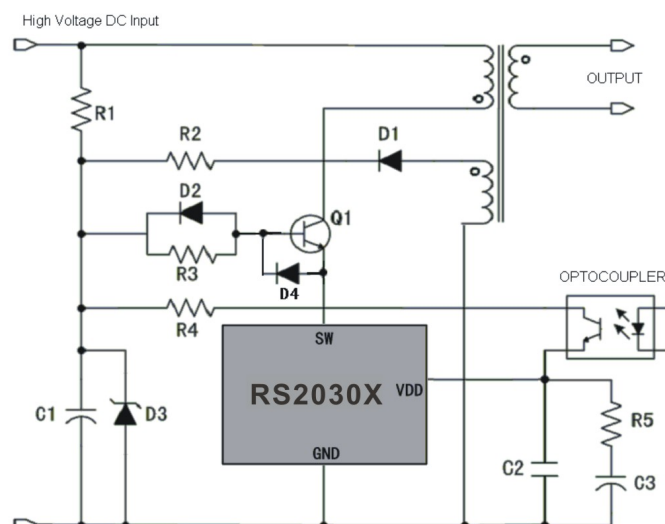 High Voltage DC Input
R1
R2
D1
OUTPUT
D2
Q1
R3
D4
OPTOCOUPLER
R4
SW
RS2030X
VDD
C1
D3
GND
R5
C2
C3